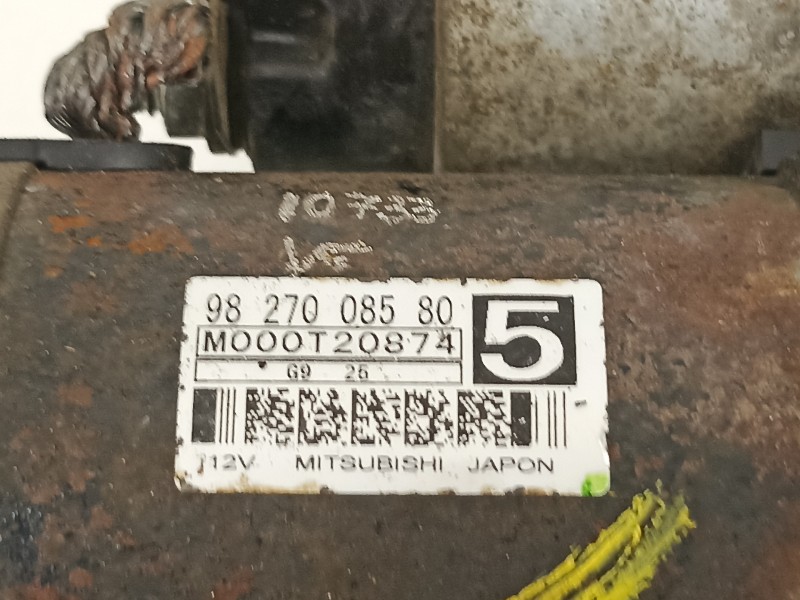 10733
98 270 085 80
5
M000T20874
G9 25
12V MITSUBISHI JAPON